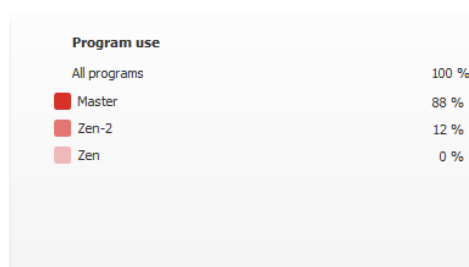 Program use
All programs 100 %
Master 88 %
Zen-2 12 %
Zen 0 %